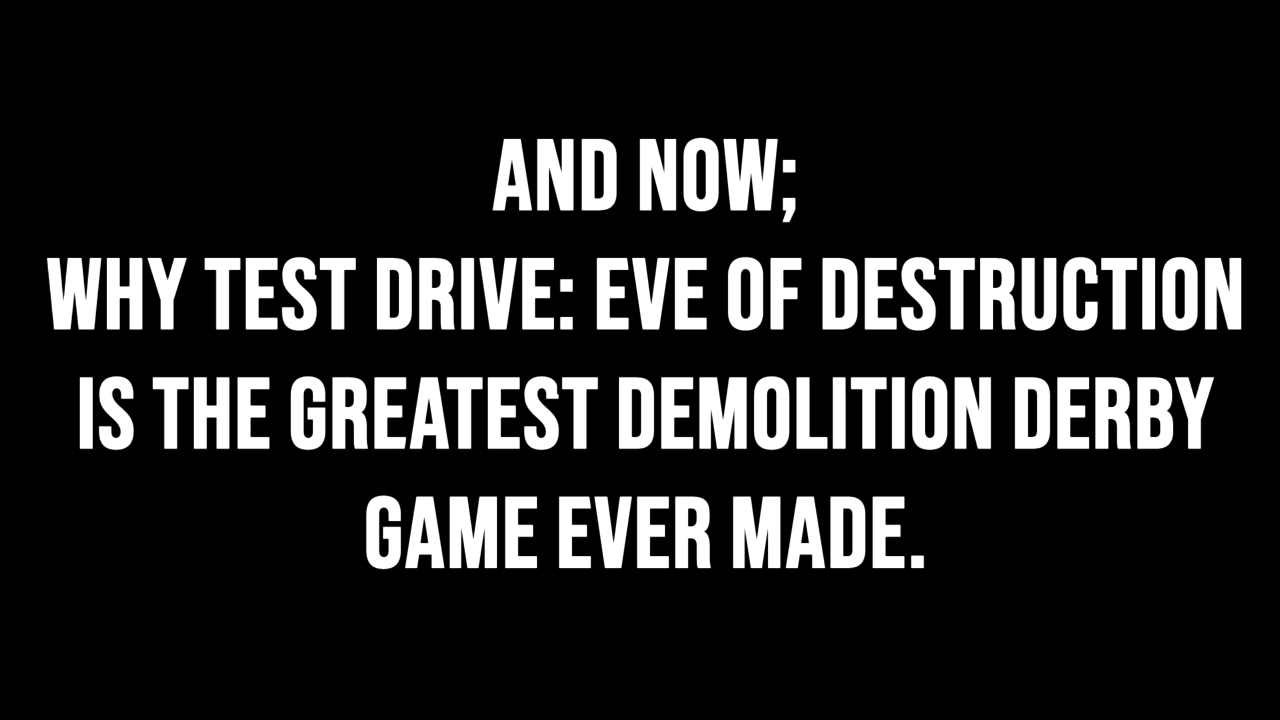 AND NOW;
WHY TEST DRIVE: EVE OF DESTRUCTION
IS THE GREATEST DEMOLITION DERBY
GAME EVER MADE.